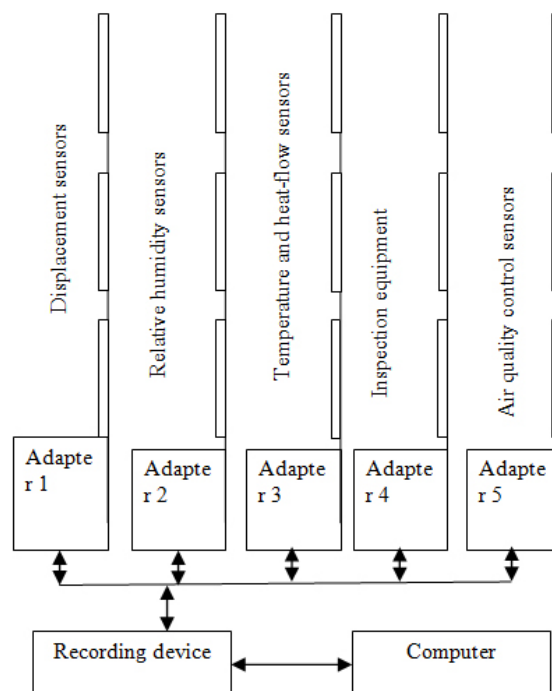 Displacement sensors
Relative humidity sensors
Temperature and heat-flow sensors
Inspection equipment
Air quality control sensors
Adapte
r 1
Adapte
r 2
Adapte
r 3
Adapte
r 4
Adapte
r 5
Recording device
Computer